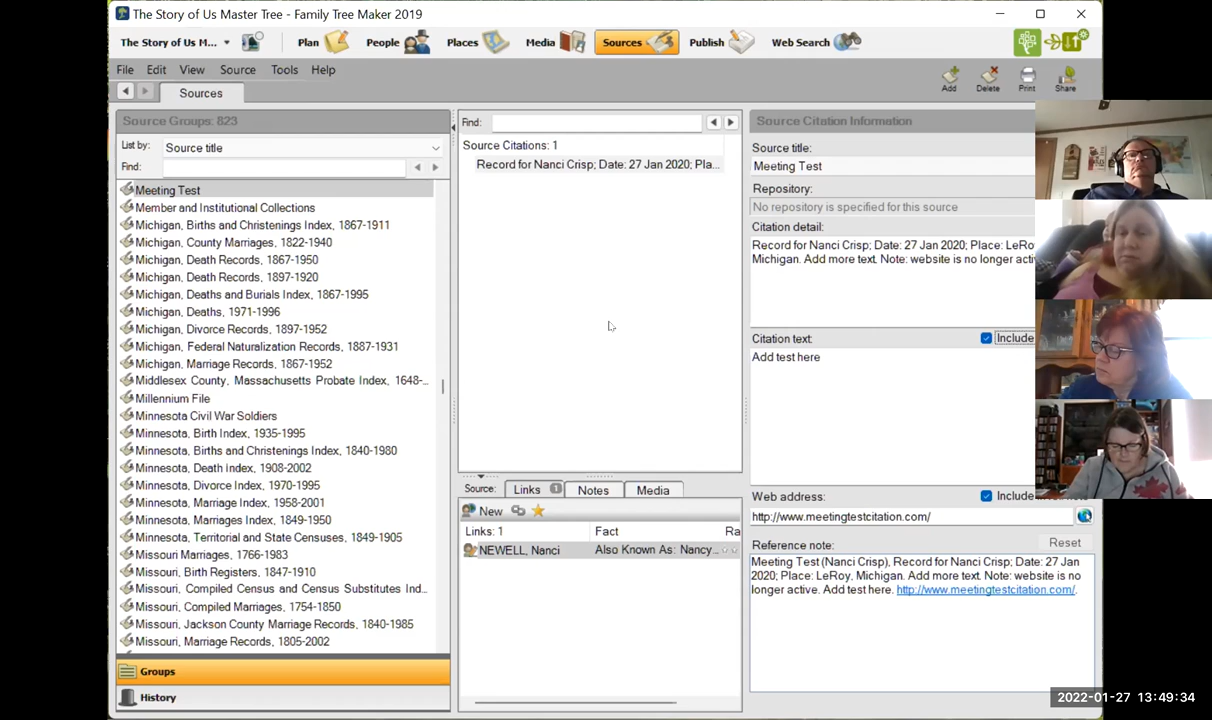 The Story of Us Master Tree - Family Tree Maker 2019
The Story of Us M...
Plan
People
Places
Media
Sources
Publish
Web Search
File Edit View Source Tools Help
Sources
Add
Delete
Print
Share
Source Groups: 823
List by:
Source title
Find:
Meeting Test
Member and Institutional Collections
Michigan, Births and Christenings Index, 1867-1911
Michigan, County Marriages, 1822-1940
Michigan, Death Records, 1867-1950
Michigan, Death Records, 1897-1920
Michigan, Deaths and Burials Index, 1867-1995
Michigan, Deaths, 1971-1996
Michigan, Divorce Records, 1897-1952
Michigan, Federal Naturalization Records, 1887-1931
Michigan, Marriage Records, 1867-1952
Middlesex County, Massachusetts Probate Index, 1648-...
Millennium File
Minnesota Civil War Soldiers
Minnesota, Birth Index, 1935-1995
Minnesota, Births and Christenings Index, 1840-1980
Minnesota, Death Index, 1908-2002
Minnesota, Divorce Index, 1970-1995
Minnesota, Marriage Index, 1958-2001
Minnesota, Marriages Index, 1849-1950
Minnesota, Territorial and State Censuses, 1849-1905
Missouri Marriages, 1766-1983
Missouri, Birth Registers, 1847-1910
Missouri, Compiled Census and Census Substitutes Ind...
Missouri, Compiled Marriages, 1754-1850
Missouri, Jackson County Marriage Records, 1840-1985
Missouri, Marriage Records, 1805-2002
Groups
History
Find:
Source Citations: 1
Record for Nanci Crisp; Date: 27 Jan 2020; Pla...
Source:
Links 1
Notes
Media
New
Links: 1
Fact
Ra
NEWELL, Nanci
Also Known As: Nancy...
Source Citation Information
Source title:
Meeting Test
Repository:
No repository is specified for this source
Citation detail:
Record for Nanci Crisp; Date: 27 Jan 2020; Place: LeRo
Michigan. Add more text. Note: website is no longer acti
Citation text:
Include
Add test here
Web address:
Include
http://www.meetingtestcitation.com/
Reference note:
Reset
Meeting Test (Nanci Crisp), Record for Nanci Crisp; Date: 27 Jan
2020; Place: LeRoy, Michigan. Add more text. Note: website is no
longer active. Add test here. http://www.meetingtestcitation.com/.
2022-01-27 13:49:34